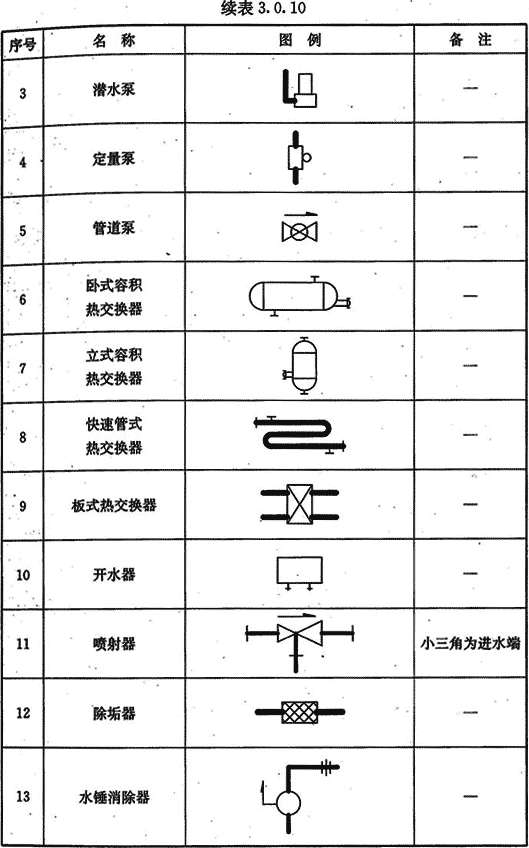 续表3.0.10
序号 名 称 图 例 备 注
3 潜水泵 —
4 定量泵 —
5 管道泵 —
6 卧式容积
热交换器 —
7 立式容积
热交换器 —
8 快速管式
热交换器 —
9 板式热交换器 —
10 开水器 —
11 喷射器 小三角为进水端
12 除垢器 —
13 水锤消除器 —